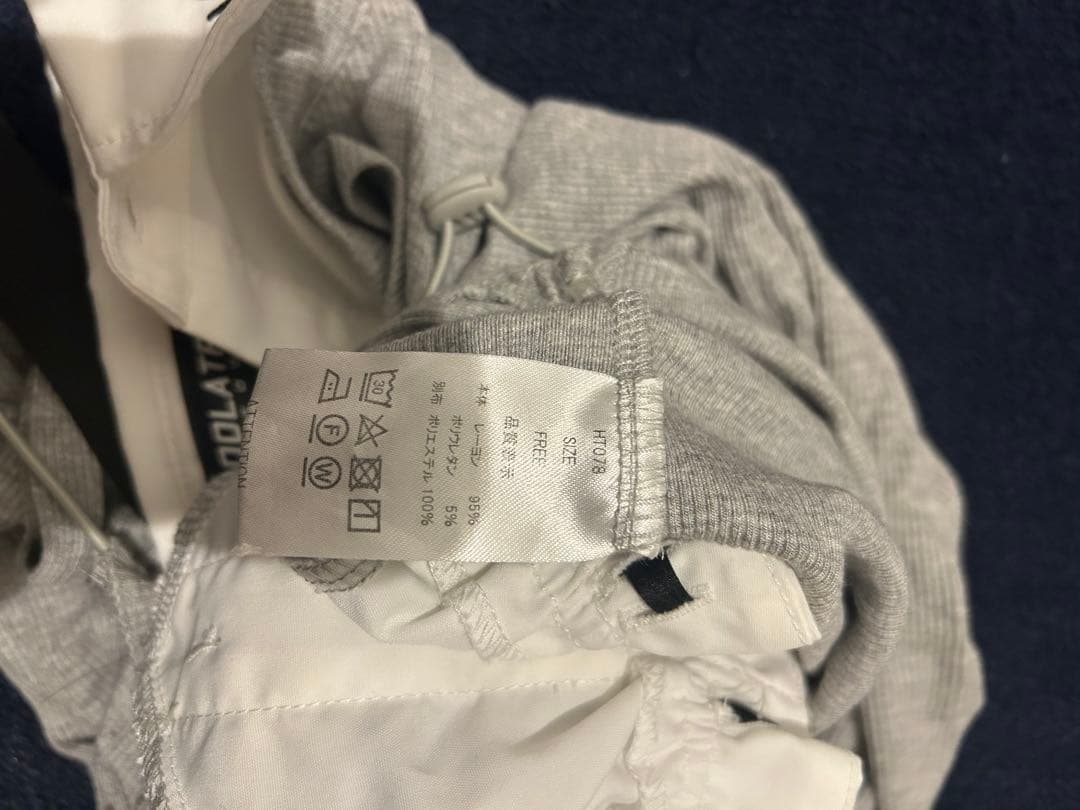 HT078
SIZE
FREE
品質表示
本体 レーヨン 95%
ポリウレタン 5%
別布 ポリエステル 100%
30
F
W
ATTENTION